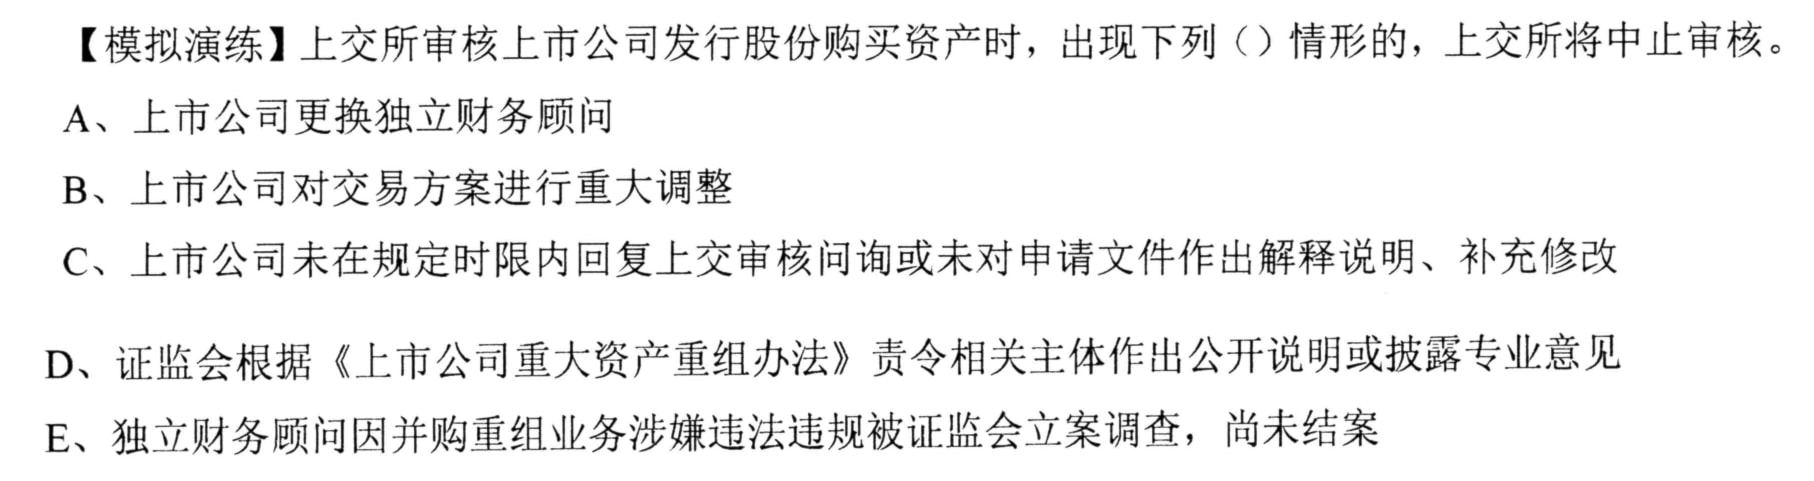 【模拟演练】上交所审核上市公司发行股份购买资产时，出现下列（）情形的，上交所将中止审核。
A、上市公司更换独立财务顾问
B、上市公司对交易方案进行重大调整
C、上市公司未在规定时限内回复上交审核问询或未对申请文件作出解释说明、补充修改
D、证监会根据《上市公司重大资产重组办法》责令相关主体作出公开说明或披露专业意见
E、独立财务顾问因并购重组业务涉嫌违法违规被证监会立案调查，尚未结案